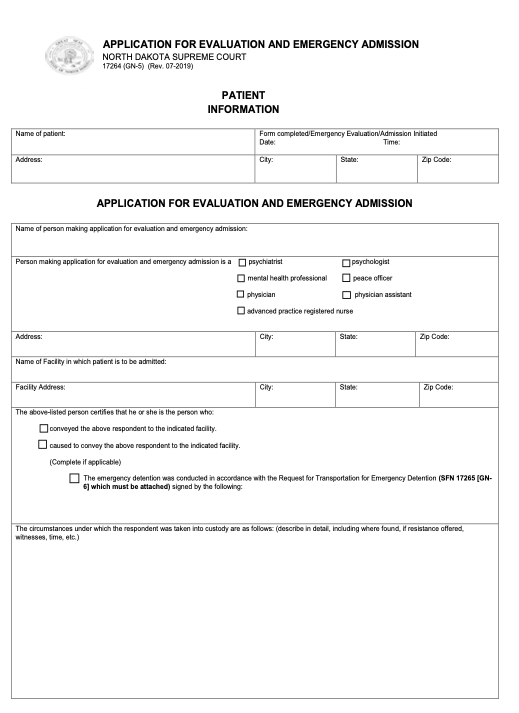 APPLICATION FOR EVALUATION AND EMERGENCY ADMISSION
NORTH DAKOTA SUPREME COURT
17264 (GN-5) (Rev. 07-2019)
PATIENT
INFORMATION
Name of patient:
Form completed/Emergency Evaluation/Admission Initiated
Date: Time:
Address: City: State: Zip Code:
APPLICATION FOR EVALUATION AND EMERGENCY ADMISSION
Name of person making application for evaluation and emergency admission:
Person making application for evaluation and emergency admission is a psychiatrist psychologist
mental health professional peace officer
physician physician assistant
advanced practice registered nurse
Address: City: State: Zip Code:
Name of Facility in which patient is to be admitted:
Facility Address: City: State: Zip Code:
The above-listed person certifies that he or she is the person who:
conveyed the above respondent to the indicated facility.
caused to convey the above respondent to the indicated facility.
(Complete if applicable)
The emergency detention was conducted in accordance with the Request for Transportation for Emergency Detention (SFN 17265 [GN-
6] which must be attached) signed by the following:
The circumstances under which the respondent was taken into custody are as follows: (describe in detail, including where found, if resistance offered,
witnesses, time, etc.)